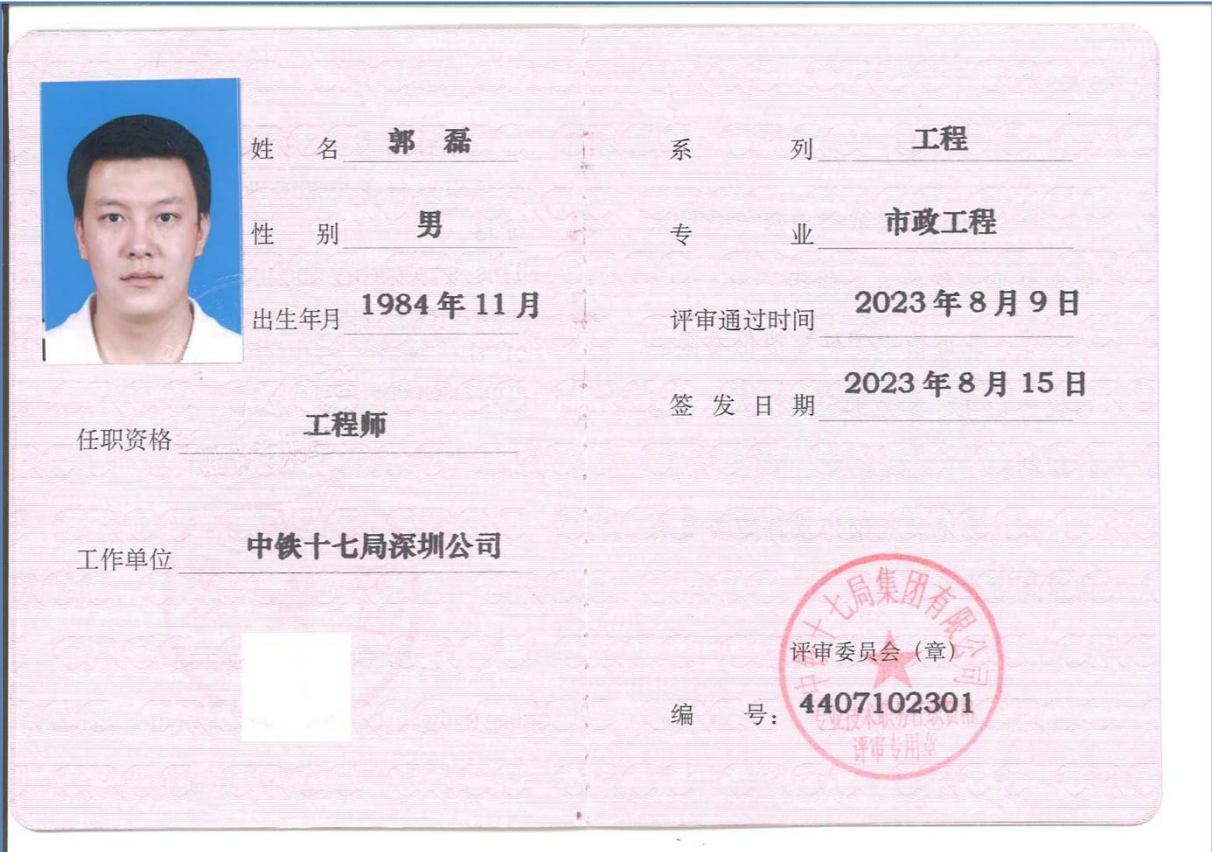 姓 名 郭 磊
性 别 男
出生年月 1984年11月
任职资格 工程师
工作单位 中铁十七局深圳公司
系 列 工程
专 业 市政工程
评审通过时间 2023年8月9日
签发日期 2023年8月15日
中铁十七局集团有限公司
评审委员会（章）
编 号： 4407102301
专业技术职务任职资格
评审专用章